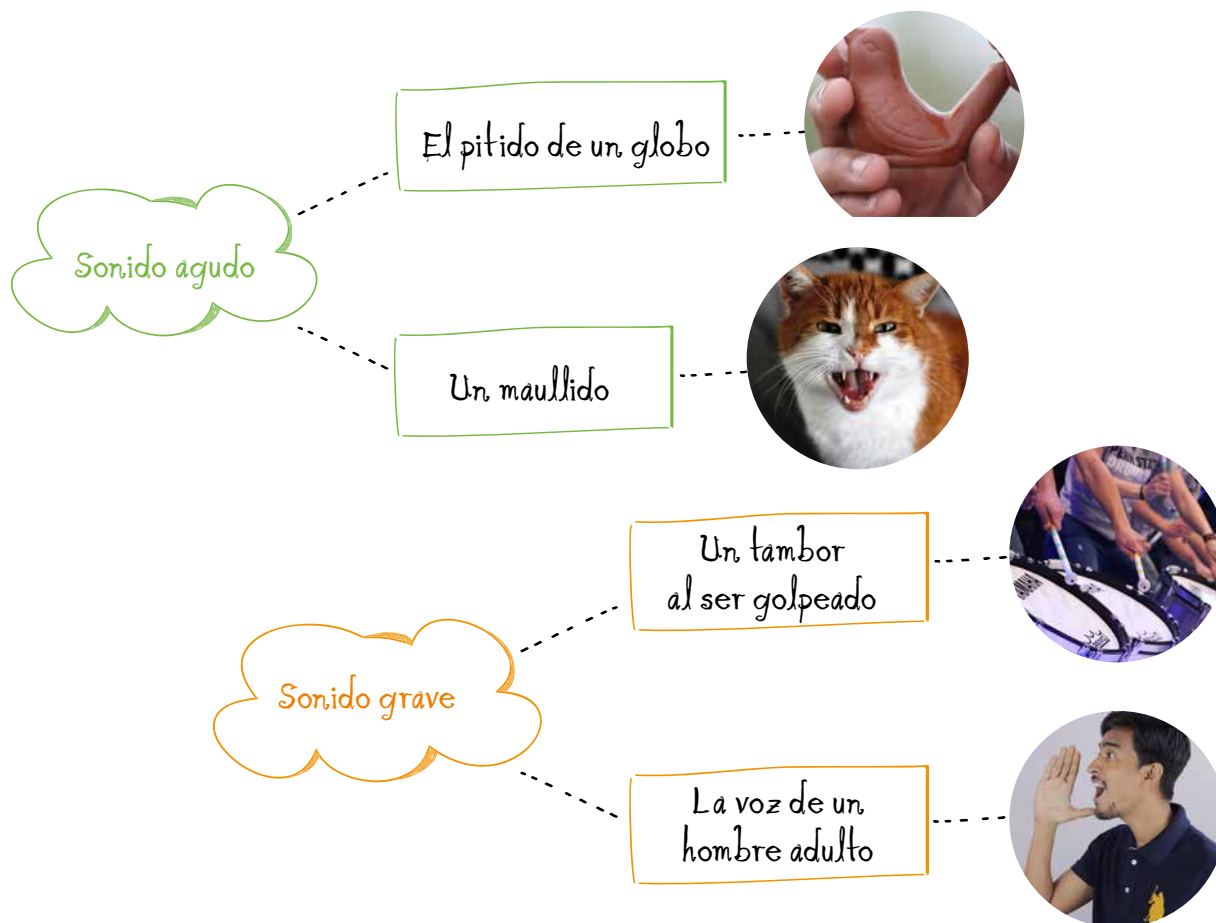 El pitido de un globo
Sonido agudo
Un maullido
Un tambor
al ser golpeado
Sonido grave
La voz de un
hombre adulto